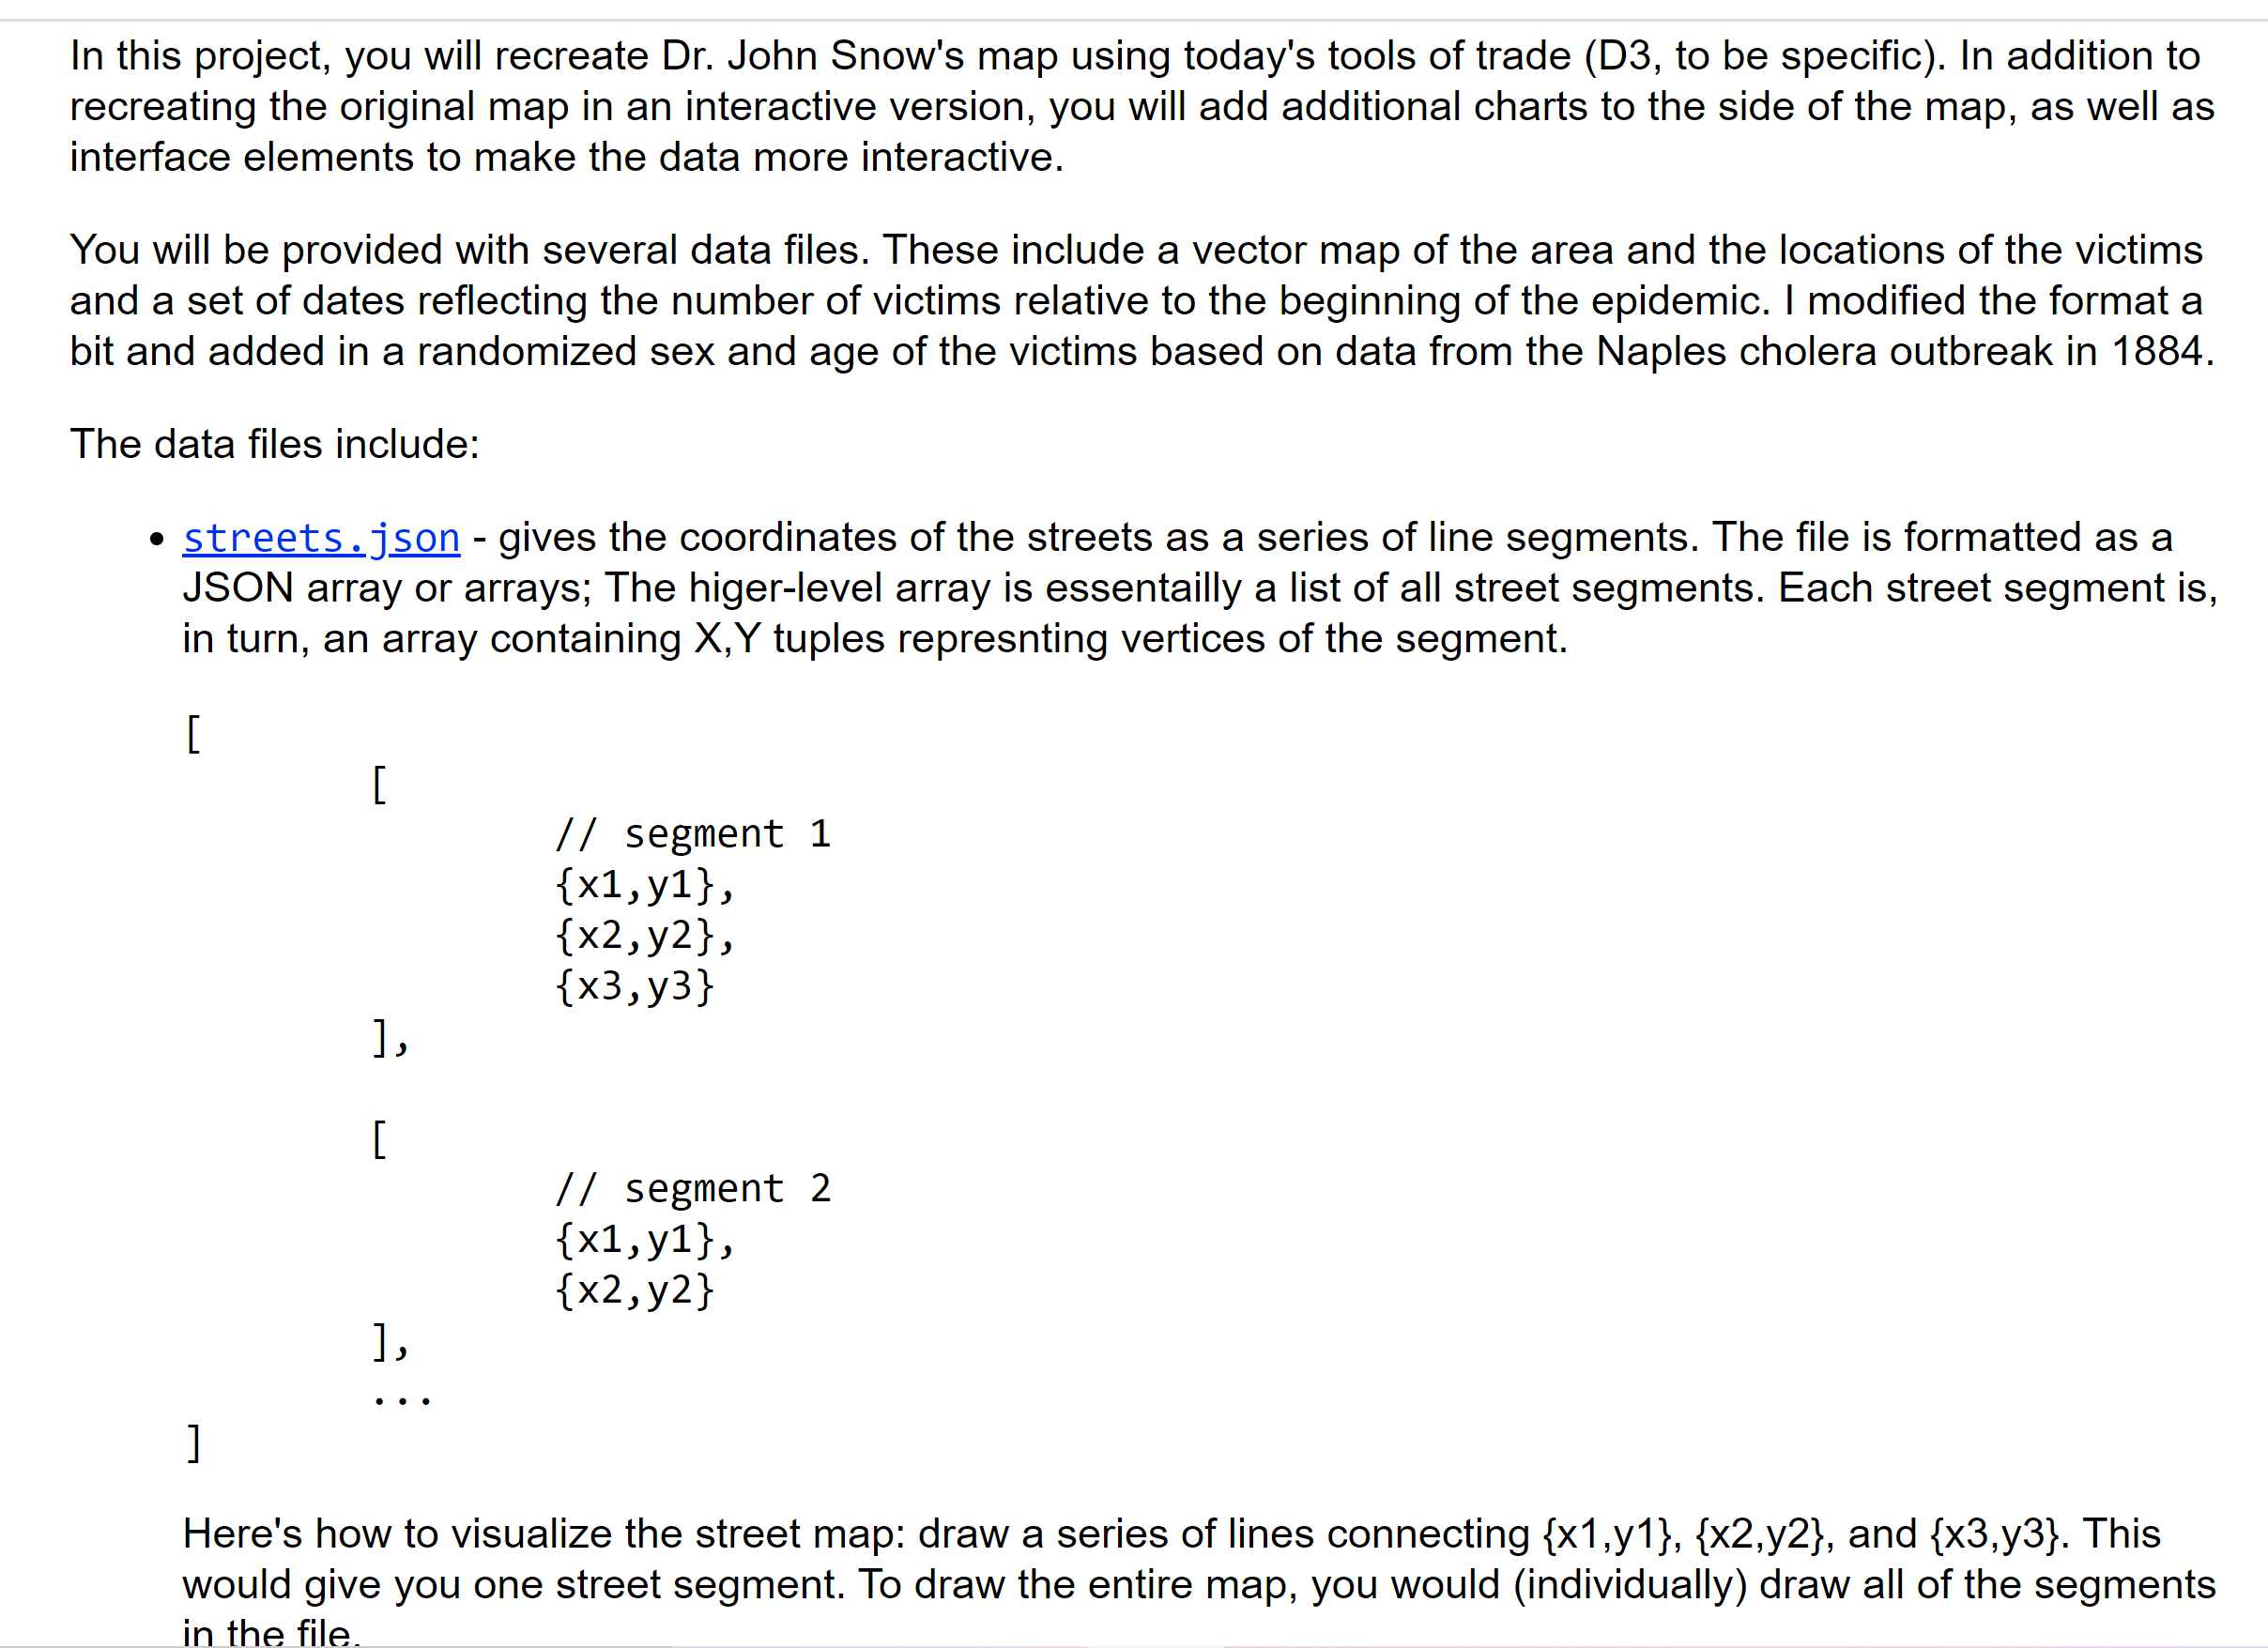 In this project, you will recreate Dr. John Snow's map using today's tools of trade (D3, to be specific). In addition to
recreating the original map in an interactive version, you will add additional charts to the side of the map, as well as
interface elements to make the data more interactive.
You will be provided with several data files. These include a vector map of the area and the locations of the victims
and a set of dates reflecting the number of victims relative to the beginning of the epidemic. I modified the format a
bit and added in a randomized sex and age of the victims based on data from the Naples cholera outbreak in 1884.
The data files include:
• streets.json - gives the coordinates of the streets as a series of line segments. The file is formatted as a
JSON array or arrays; The higer-level array is essentailly a list of all street segments. Each street segment is,
in turn, an array containing X,Y tuples represnting vertices of the segment.
[
[
// segment 1
{x1,y1},
{x2,y2},
{x3,y3}
],
[
// segment 2
{x1,y1},
{x2,y2}
],
...
]
Here's how to visualize the street map: draw a series of lines connecting {x1,y1}, {x2,y2}, and {x3,y3}. This
would give you one street segment. To draw the entire map, you would (individually) draw all of the segments
in the file.